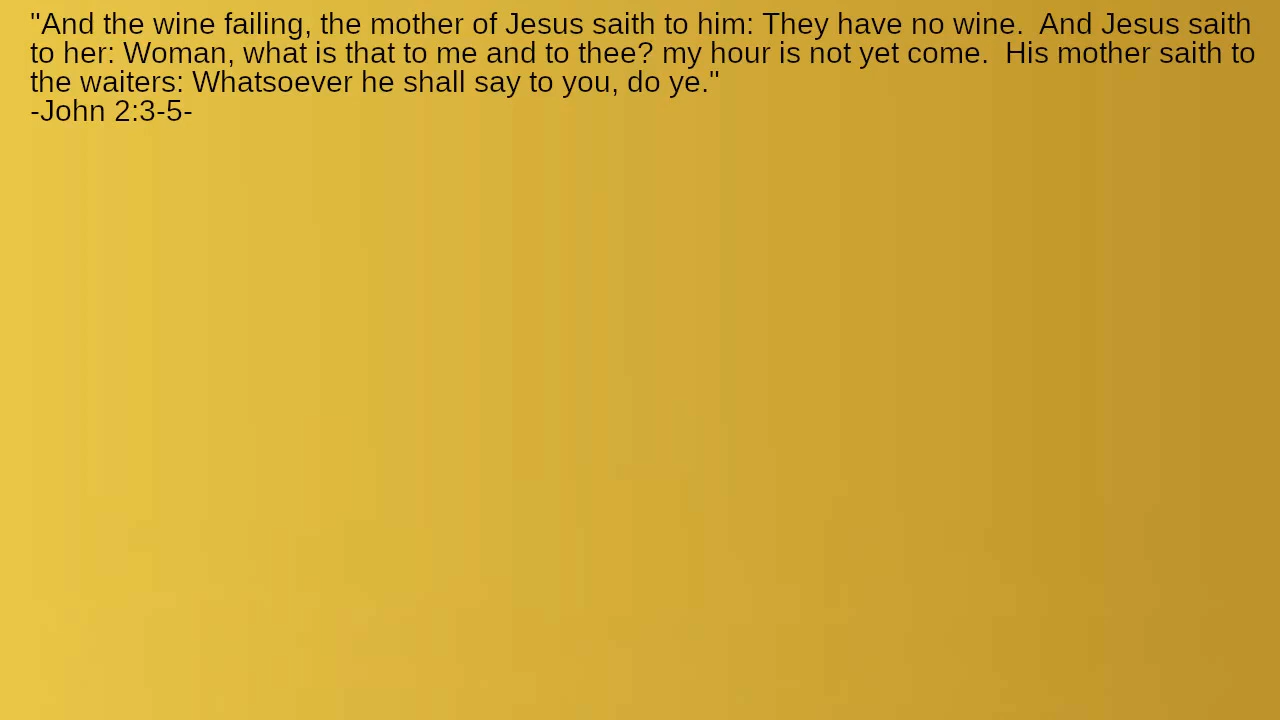 "And the wine failing, the mother of Jesus saith to him: They have no wine.  And Jesus saith
to her: Woman, what is that to me and to thee? my hour is not yet come.  His mother saith to
the waiters: Whatsoever he shall say to you, do ye."
-John 2:3-5-